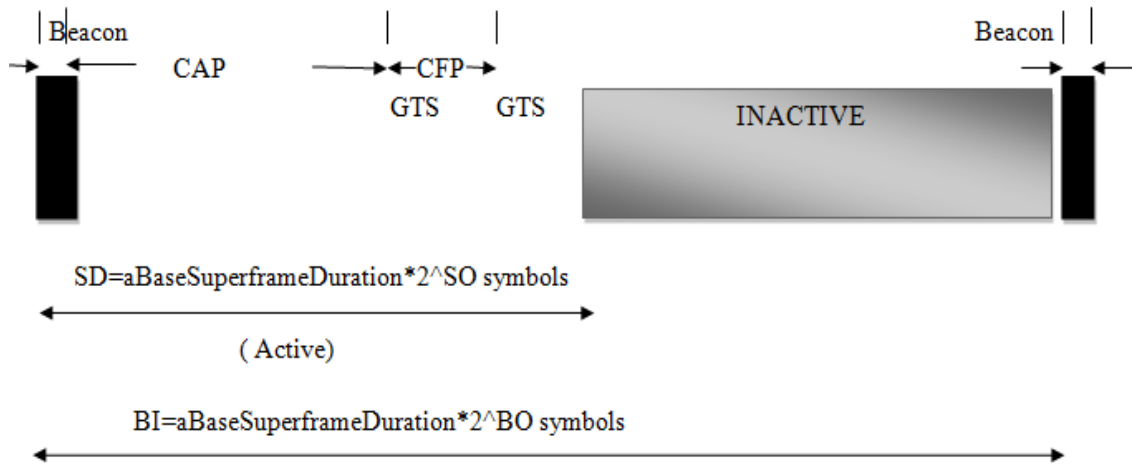 Beacon
Beacon
CAP
CFP
GTS
GTS
INACTIVE
SD=aBaseSuperframeDuration*2^SO symbols
( Active)
BI=aBaseSuperframeDuration*2^BO symbols